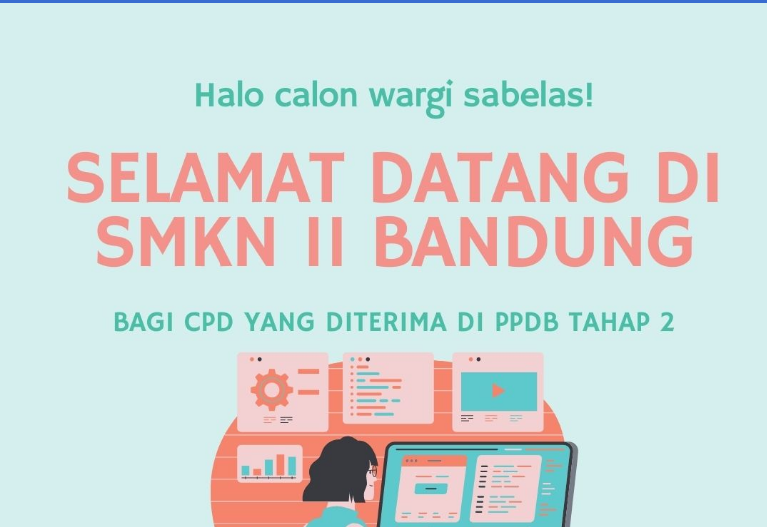 Halo calon wargi sabelas!
SELAMAT DATANG DI
SMKN 11 BANDUNG
BAGI CPD YANG DITERIMA DI PPDB TAHAP 2